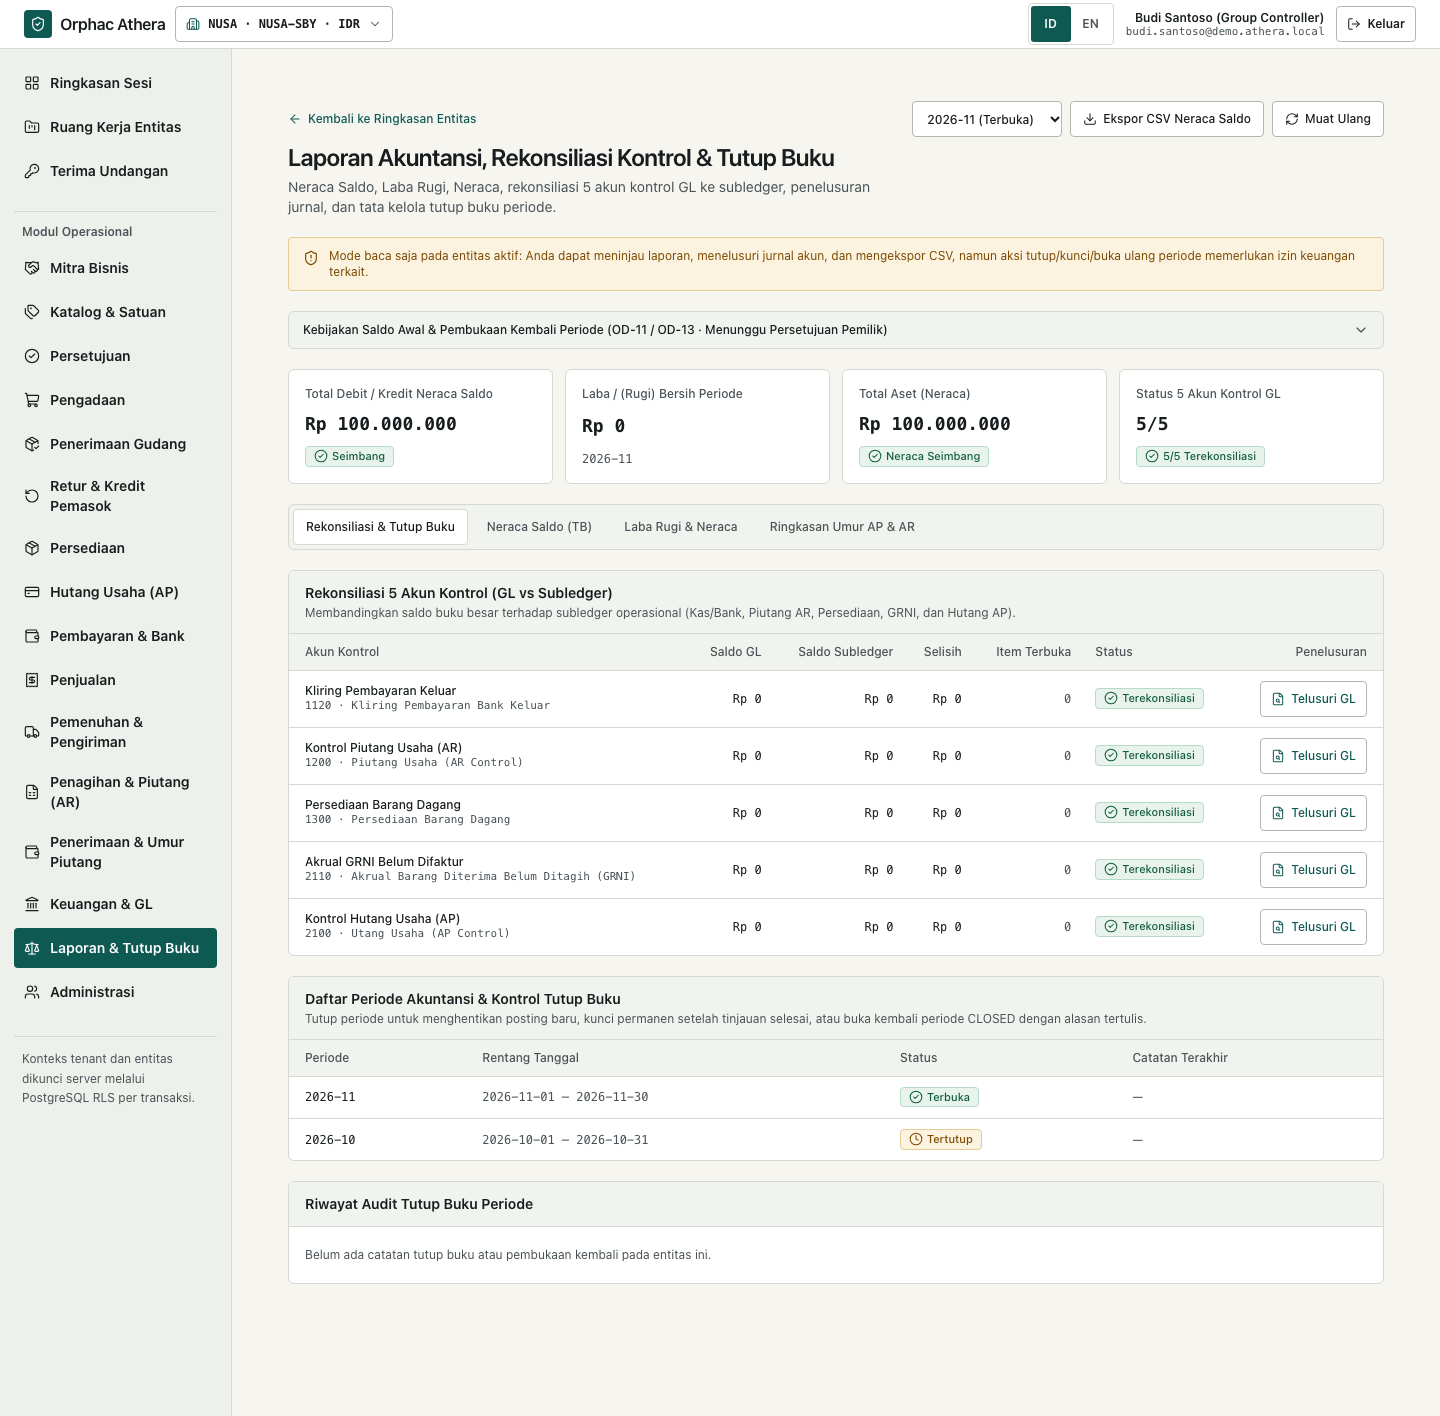 Orphac Athera
NUSA · NUSA-SBY · IDR
ID
EN
Budi Santoso (Group Controller)
budi.santoso@demo.athera.local
Keluar
Ringkasan Sesi
Ruang Kerja Entitas
Terima Undangan
Modul Operasional
Mitra Bisnis
Katalog & Satuan
Persetujuan
Pengadaan
Penerimaan Gudang
Retur & Kredit
Pemasok
Persediaan
Hutang Usaha (AP)
Pembayaran & Bank
Penjualan
Pemenuhan &
Pengiriman
Penagihan & Piutang
(AR)
Penerimaan & Umur
Piutang
Keuangan & GL
Laporan & Tutup Buku
Administrasi
Konteks tenant dan entitas
dikunci server melalui
PostgreSQL RLS per transaksi.
Kembali ke Ringkasan Entitas
2026-11 (Terbuka)
Ekspor CSV Neraca Saldo
Muat Ulang
Laporan Akuntansi, Rekonsiliasi Kontrol & Tutup Buku
Neraca Saldo, Laba Rugi, Neraca, rekonsiliasi 5 akun kontrol GL ke subledger, penelusuran
jurnal, dan tata kelola tutup buku periode.
Mode baca saja pada entitas aktif: Anda dapat meninjau laporan, menelusuri jurnal akun, dan mengekspor CSV, namun aksi tutup/kunci/buka ulang periode memerlukan izin keuangan
terkait.
Kebijakan Saldo Awal & Pembukaan Kembali Periode (OD-11 / OD-13 · Menunggu Persetujuan Pemilik)
Total Debit / Kredit Neraca Saldo
Rp 100.000.000
Seimbang
Laba / (Rugi) Bersih Periode
Rp 0
2026-11
Total Aset (Neraca)
Rp 100.000.000
Neraca Seimbang
Status 5 Akun Kontrol GL
5/5
5/5 Terekonsiliasi
Rekonsiliasi & Tutup Buku
Neraca Saldo (TB)
Laba Rugi & Neraca
Ringkasan Umur AP & AR
Rekonsiliasi 5 Akun Kontrol (GL vs Subledger)
Membandingkan saldo buku besar terhadap subledger operasional (Kas/Bank, Piutang AR, Persediaan, GRNI, dan Hutang AP).
Akun Kontrol Saldo GL Saldo Subledger Selisih Item Terbuka Status Penelusuran
Kliring Pembayaran Keluar
1120 · Kliring Pembayaran Bank Keluar
Rp 0 Rp 0 Rp 0 0 Terekonsiliasi Telusuri GL
Kontrol Piutang Usaha (AR)
1200 · Piutang Usaha (AR Control)
Rp 0 Rp 0 Rp 0 0 Terekonsiliasi Telusuri GL
Persediaan Barang Dagang
1300 · Persediaan Barang Dagang
Rp 0 Rp 0 Rp 0 0 Terekonsiliasi Telusuri GL
Akrual GRNI Belum Difaktur
2110 · Akrual Barang Diterima Belum Ditagih (GRNI)
Rp 0 Rp 0 Rp 0 0 Terekonsiliasi Telusuri GL
Kontrol Hutang Usaha (AP)
2100 · Utang Usaha (AP Control)
Rp 0 Rp 0 Rp 0 0 Terekonsiliasi Telusuri GL
Daftar Periode Akuntansi & Kontrol Tutup Buku
Tutup periode untuk menghentikan posting baru, kunci permanen setelah tinjauan selesai, atau buka kembali periode CLOSED dengan alasan tertulis.
Periode Rentang Tanggal Status Catatan Terakhir
2026-11 2026-11-01 — 2026-11-30 Terbuka —
2026-10 2026-10-01 — 2026-10-31 Tertutup —
Riwayat Audit Tutup Buku Periode
Belum ada catatan tutup buku atau pembukaan kembali pada entitas ini.